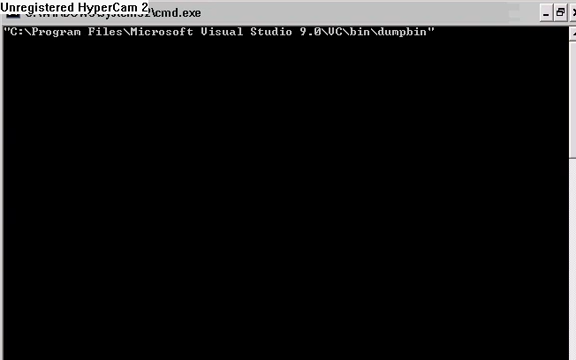 Unregistered HyperCam 2
\cmd.exe
"C:\Program Files\Microsoft Visual Studio 9.0\VC\bin\dumpbin"